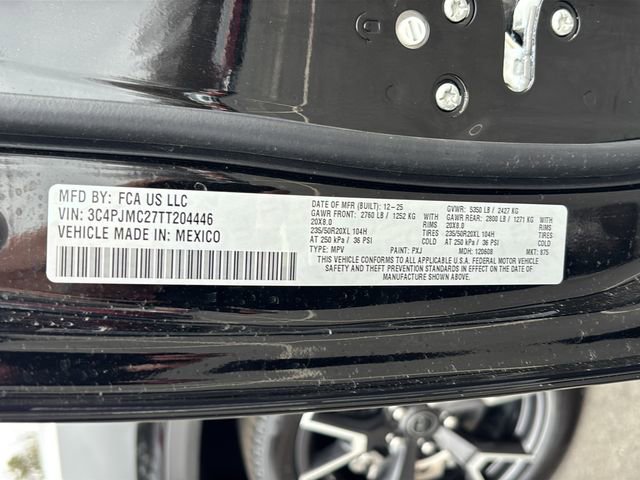 MFD BY: FCA US LLC
VIN: 3C4PJMC27TT204446
VEHICLE MADE IN: MEXICO
DATE OF MFR (BUILT): 12-25 GVWR: 5350 LB / 2427 KG
GAWR FRONT: 2760 LB / 1252 KG GAWR REAR: 2800 LB / 1271 KG
20X8.0 RIMS 20X8.0 RIMS
235/50R20XL 104H TIRES 235/50R20XL 104H TIRES
AT 250 kPa / 36 PSI COLD AT 250 kPa / 36 PSI COLD
TYPE: MPV PAINT: PXJ MDH: 120608 MKT: 875
THIS VEHICLE CONFORMS TO ALL APPLICABLE U.S.A. FEDERAL MOTOR VEHICLE
SAFETY AND THEFT PREVENTION STANDARDS IN EFFECT ON THE DATE OF
MANUFACTURE SHOWN ABOVE.